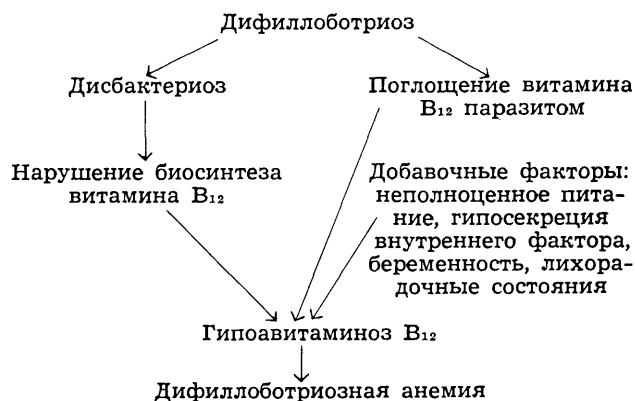 Дифиллоботриоз
Дисбактериоз
Поглощение витамина
B₁₂ паразитом
Нарушение биосинтеза
витамина B₁₂
Добавочные факторы:
неполноценное пита-
ние, гипосекреция
внутреннего фактора,
беременность, лихора-
дочные состояния
Гипоавитаминоз B₁₂
Дифиллоботриозная анемия